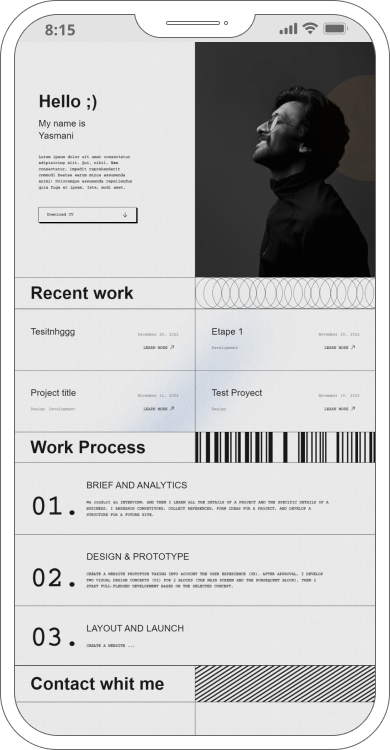 8:15
Hello ;)
My name is
Yasmani
Lorem ipsum dolor sit amet consectetur
adipisicing elit. Qui, nihil. Nam
consectetur, impedit reprehenderit
commodi beatae earum minus assumenda
animi! Doloremque assumenda repellendus
quia fuga et ipsam. Iste, modi amet.
Download CV
Recent work
Tesitnhggg
December 16, 2022
LEARN MORE
Etape 1
November 30, 2022
Development
LEARN MORE
Project title
November 11, 2022
Design Development
LEARN MORE
Test Proyect
November 10, 2022
Design
LEARN MORE
Work Process
01.
BRIEF AND ANALYTICS
We conduct an INTERVIEW, AND THEN I LEARN ALL THE DETAILS OF A PROJECT AND THE SPECIFIC DETAILS OF
BUSINESS. I RESEARCH COMPETITORS, COLLECT REFERENCES, FORM IDEAS FOR A PROJECT, AND DEVELOP A
STRUCTURE FOR A FUTURE SITE.
02.
DESIGN & PROTOTYPE
CREATE A WEBSITE PROTOTYPE TAKING INTO ACCOUNT THE USER EXPERIENCE (UX). AFTER APPROVAL, I DEVELOP
TWO VISUAL DESIGN CONCEPTS (UI) FOR 2 BLOCKS (THE MAIN SCREEN AND THE SUBSEQUENT BLOCK), THEN I
START FULL-FLEDGED DEVELOPMENT BASED ON THE SELECTED CONCEPT.
03.
LAYOUT AND LAUNCH
CREATE A WEBSITE ...
Contact whit me